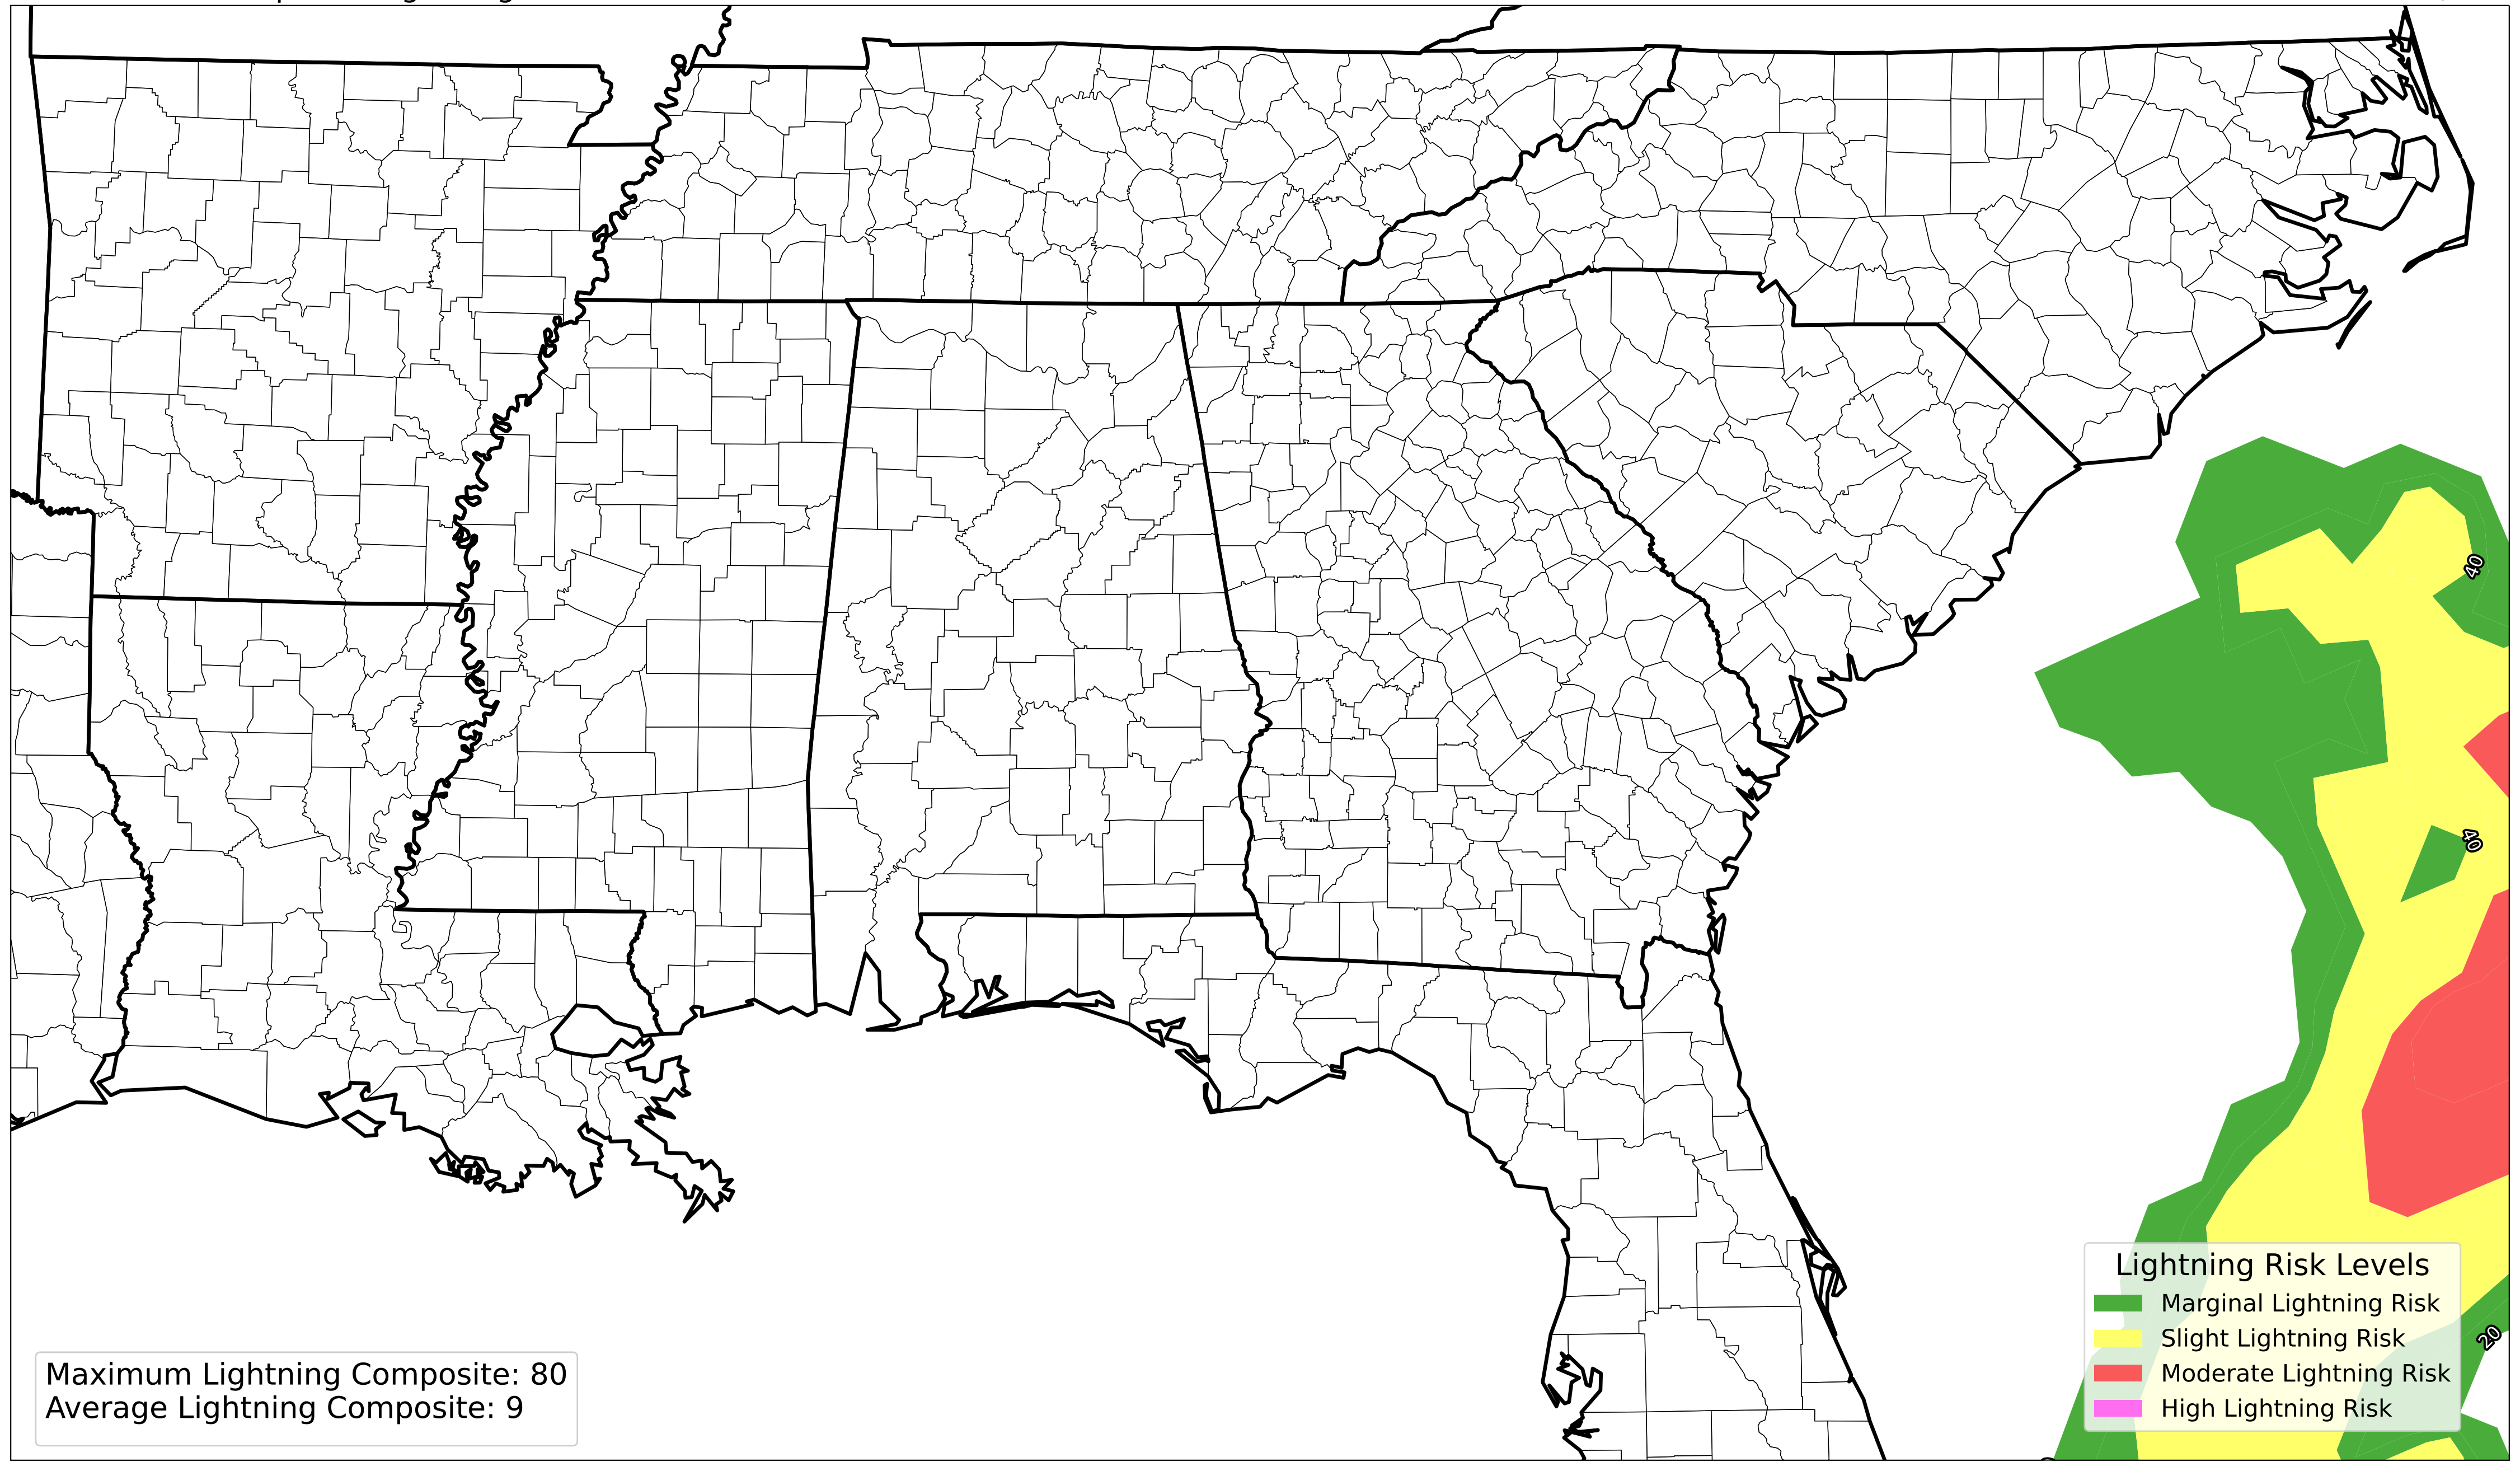 40
40
20
Lightning Risk Levels
Marginal Lightning Risk
Slight Lightning Risk
Moderate Lightning Risk
High Lightning Risk
Maximum Lightning Composite: 80
Average Lightning Composite: 9